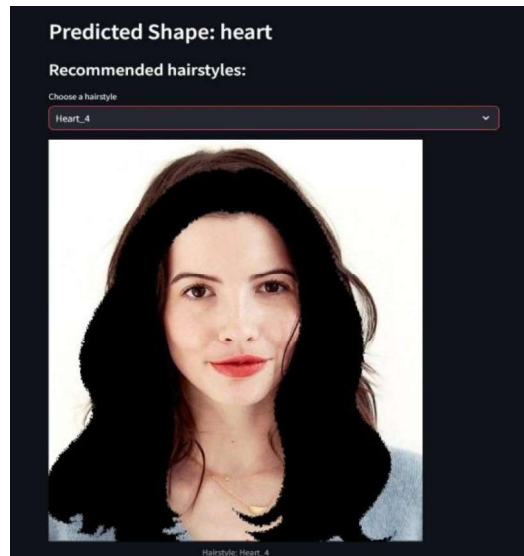 Predicted Shape: heart
Recommended hairstyles:
Choose a hairstyle
Heart_4
Hairstyle: Heart_4